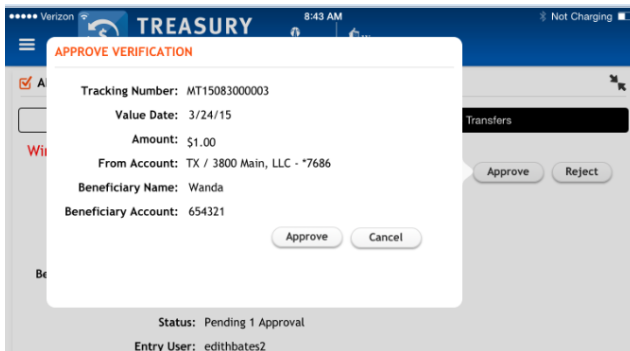 Verizon 8:43 AM Not Charging
TREASURY
APPROVE VERIFICATION
Tracking Number: MT15083000003
Value Date: 3/24/15
Amount: $1.00
From Account: TX / 3800 Main, LLC - *7686
Beneficiary Name: Wanda
Beneficiary Account: 654321
Approve Cancel
Transfers
Approve Reject
Status: Pending 1 Approval
Entry User: edithbates2